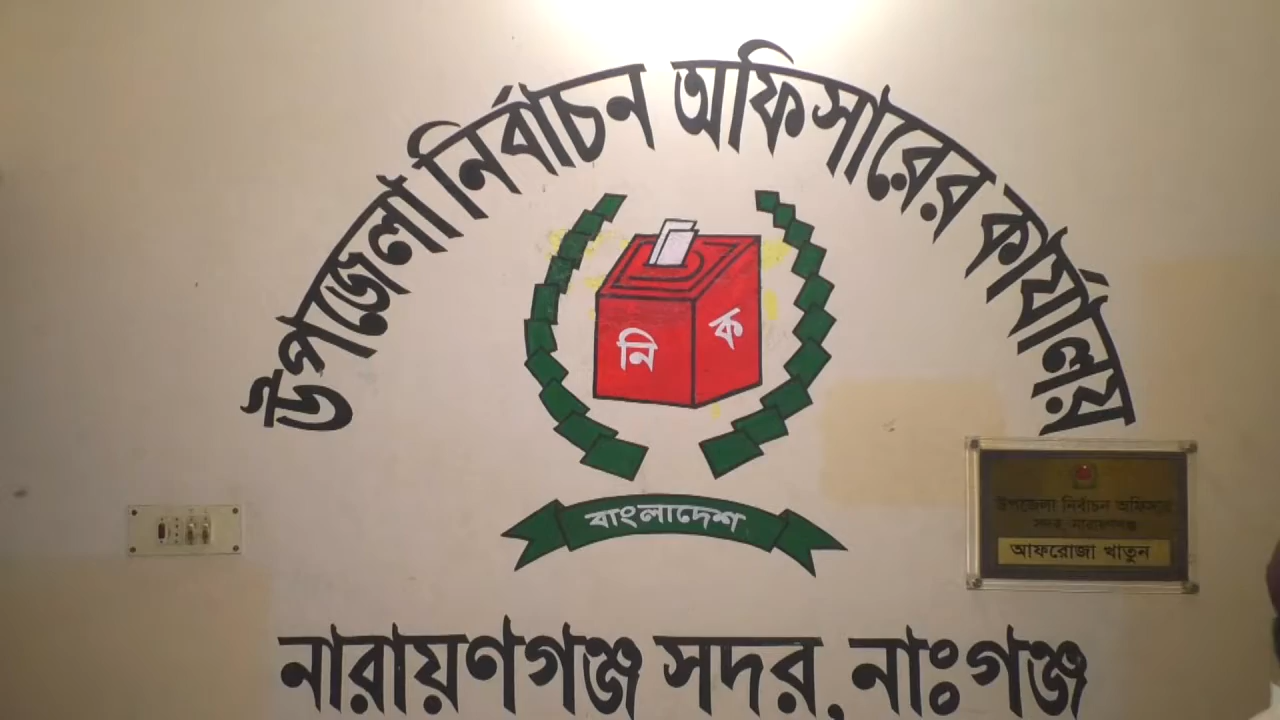 উপজেলা নির্বাচন অফিসারের কার্যালয়
নি ক
বাংলাদেশ
উপজেলা নির্বাচন অফিসার
সদর, নারায়ণগঞ্জ
আফরোজা খাতুন
নারায়ণগঞ্জ সদর, নাঃগঞ্জ